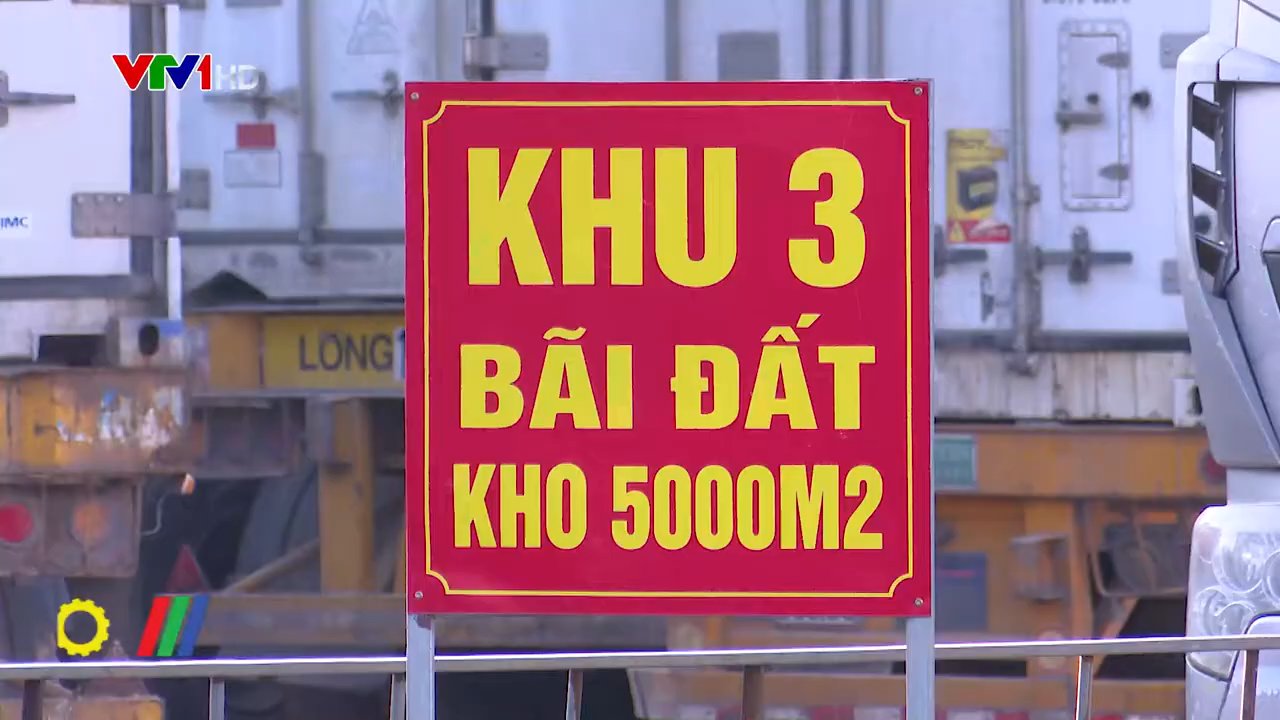 VTV1 HD
KHU 3
BÃI ĐẤT
KHO 5000M2
LONG